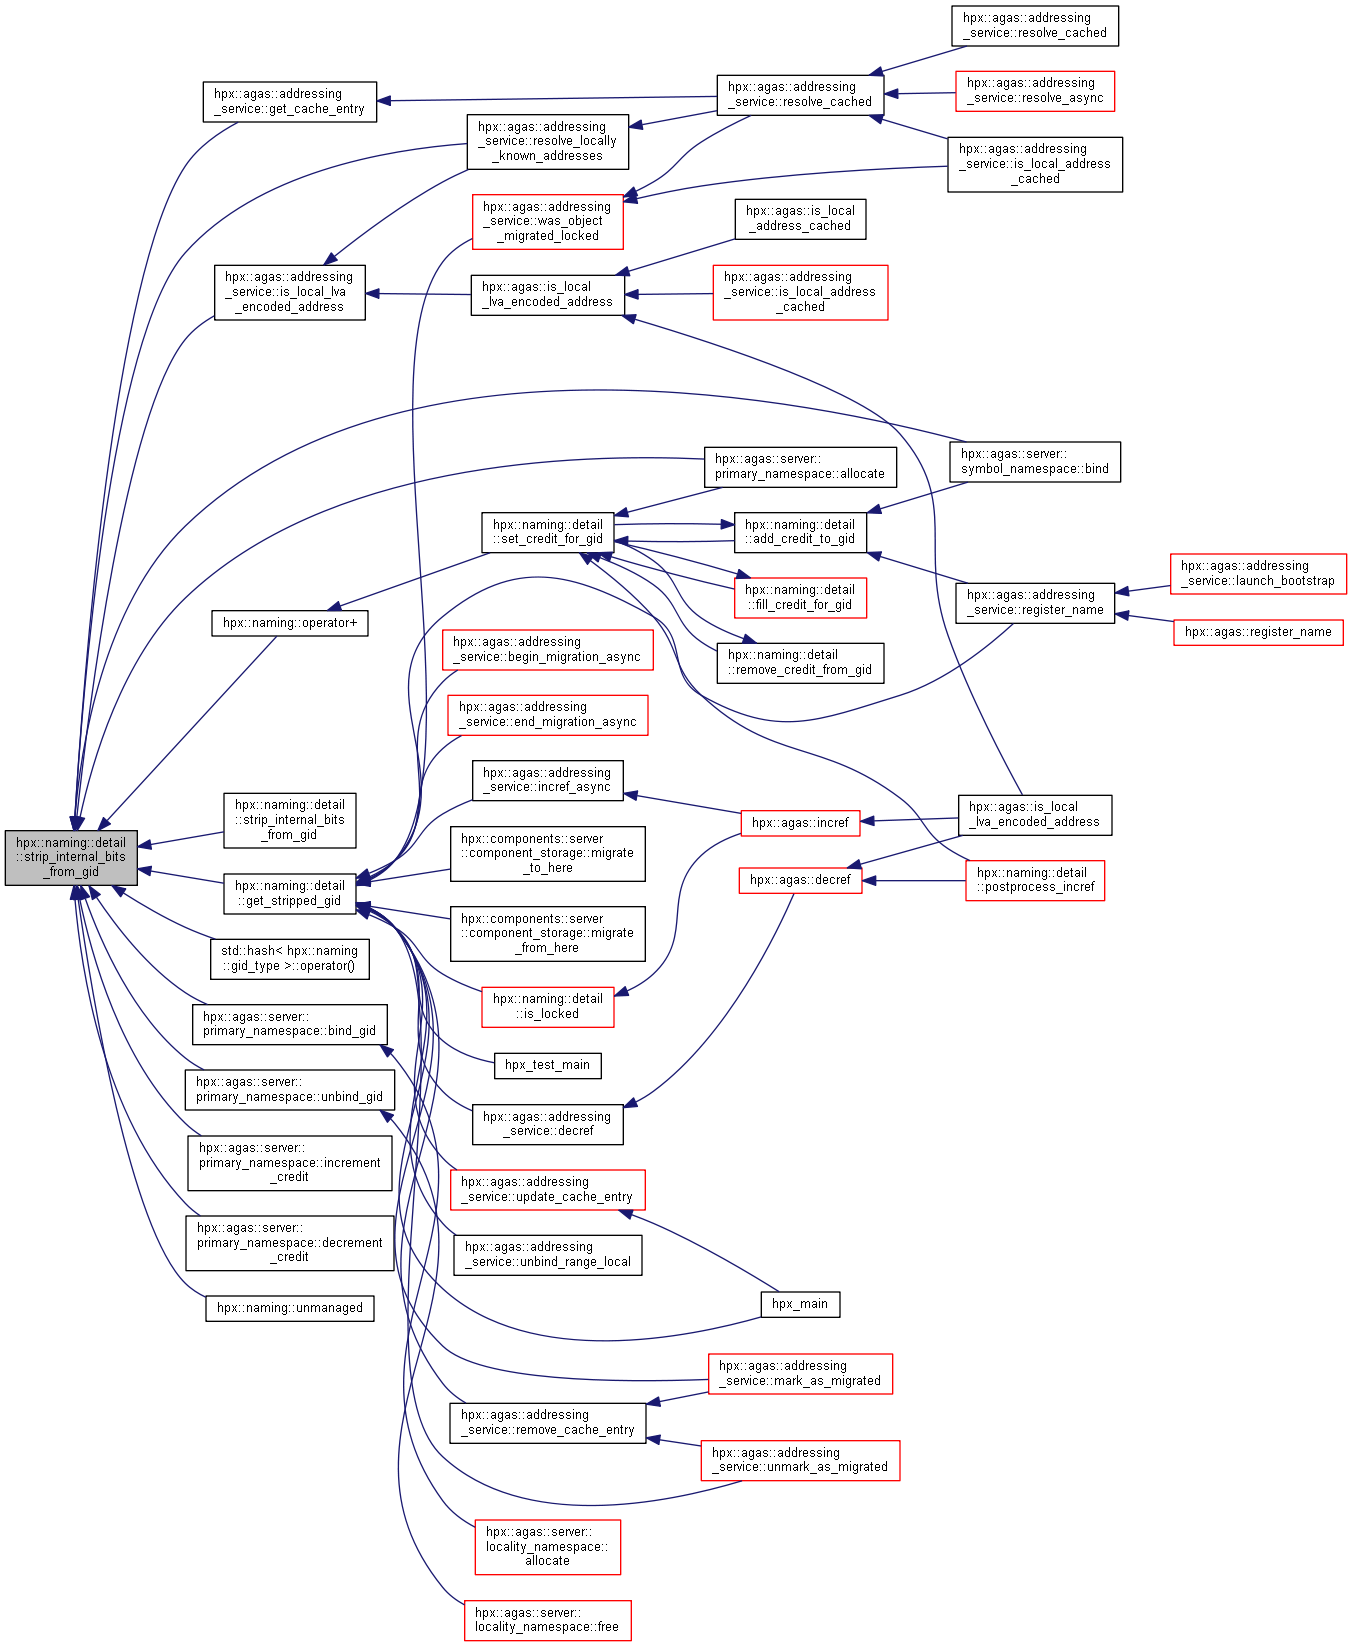 hpx::agas::addressing
_service::resolve_cached
hpx::agas::addressing
_service::get_cache_entry
hpx::agas::addressing
_service::resolve_cached
hpx::agas::addressing
_service::resolve_async
hpx::agas::addressing
_service::resolve_locally
_known_addresses
hpx::agas::addressing
_service::is_local_address
_cached
hpx::agas::addressing
_service::was_object
_migrated_locked
hpx::agas::is_local
_address_cached
hpx::agas::addressing
_service::is_local_lva
_encoded_address
hpx::agas::is_local
_lva_encoded_address
hpx::agas::addressing
_service::is_local_address
_cached
hpx::agas::server::
symbol_namespace::bind
hpx::agas::server::
primary_namespace::allocate
hpx::naming::detail
::set_credit_for_gid
hpx::naming::detail
::add_credit_to_gid
hpx::agas::addressing
_service::launch_bootstrap
hpx::naming::detail
::fill_credit_for_gid
hpx::agas::addressing
_service::register_name
hpx::naming::operator+
hpx::agas::register_name
hpx::agas::addressing
_service::begin_migration_async
hpx::naming::detail
::remove_credit_from_gid
hpx::agas::addressing
_service::end_migration_async
hpx::agas::addressing
_service::incref_async
hpx::naming::detail
::strip_internal_bits
_from_gid
hpx::agas::incref
hpx::agas::is_local
_lva_encoded_address
hpx::naming::detail
::strip_internal_bits
_from_gid
hpx::components::server
::component_storage::migrate
_to_here
hpx::naming::detail
::get_stripped_gid
hpx::agas::decref
hpx::naming::detail
::postprocess_incref
hpx::components::server
::component_storage::migrate
_from_here
std::hash< hpx::naming
::gid_type >::operator()
hpx::naming::detail
::is_locked
hpx::agas::server::
primary_namespace::bind_gid
hpx_test_main
hpx::agas::server::
primary_namespace::unbind_gid
hpx::agas::addressing
_service::decref
hpx::agas::server::
primary_namespace::increment
_credit
hpx::agas::addressing
_service::update_cache_entry
hpx::agas::server::
primary_namespace::decrement
_credit
hpx::agas::addressing
_service::unbind_range_local
hpx::naming::unmanaged
hpx_main
hpx::agas::addressing
_service::mark_as_migrated
hpx::agas::addressing
_service::remove_cache_entry
hpx::agas::addressing
_service::unmark_as_migrated
hpx::agas::server::
locality_namespace::
allocate
hpx::agas::server::
locality_namespace::free